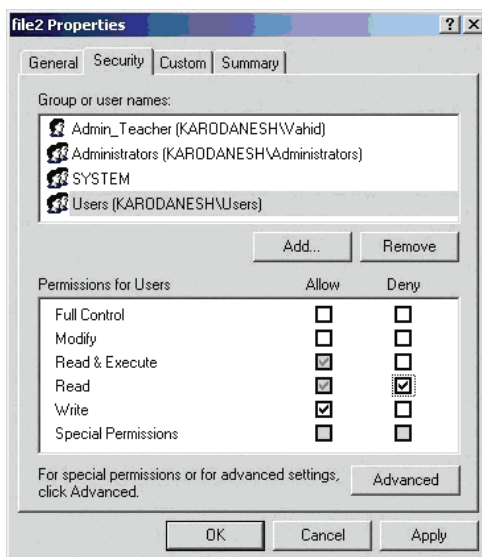 file2 Properties
General Security Custom Summary
Group or user names:
Admin_Teacher (KARODANESH\Vahid)
Administrators (KARODANESH\Administrators)
SYSTEM
Users (KARODANESH\Users)
Add... Remove
Permissions for Users Allow Deny
Full Control
Modify
Read & Execute
Read
Write
Special Permissions
For special permissions or for advanced settings,
click Advanced.
Advanced
OK Cancel Apply